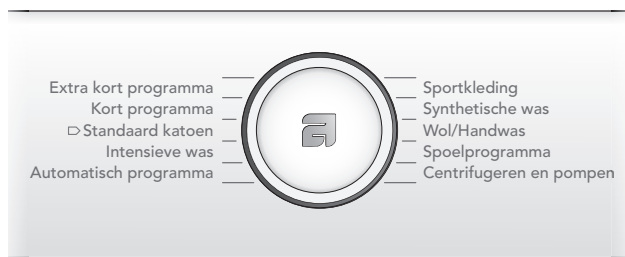 Extra kort programma
Kort programma
Standaard katoen
Intensieve was
Automatisch programma
Sportkleding
Synthetische was
Wol/Handwas
Spoelprogramma
Centrifugeren en pompen